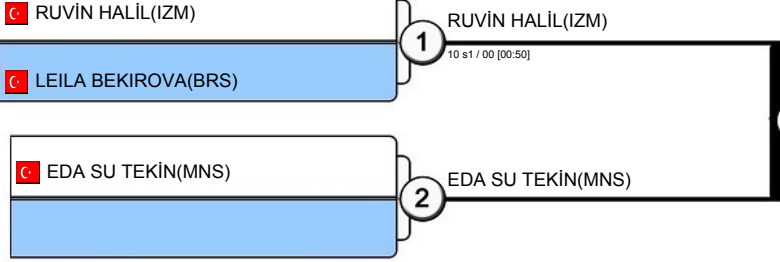 RUVİN HALİL(IZM)
LEILA BEKIROVA(BRS)
1
RUVİN HALİL(IZM)
10 s1 / 00 [00:50]
EDA SU TEKİN(MNS)
2
EDA SU TEKİN(MNS)